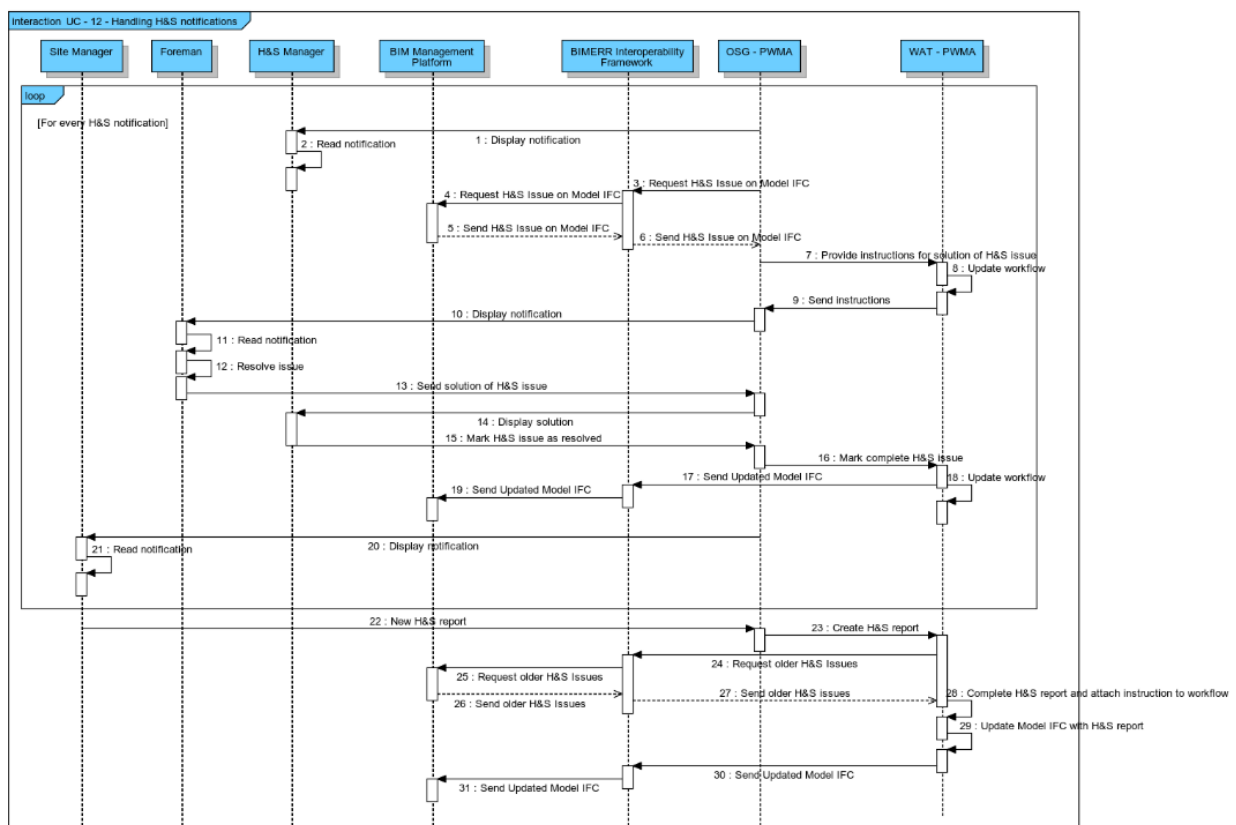 interaction UC - 12 - Handling H&S notifications
Site Manager
Foreman
H&S Manager
BIM Management
Platform
BIMERR Interoperability
Framework
OSG - PWMA
WAT - PWMA
loop
[For every H&S notification]
1 : Display notification
2 : Read notification
3 : Request H&S Issue on Model IFC
4 : Request H&S Issue on Model IFC
5 : Send H&S Issue on Model IFC
6 : Send H&S Issue on Model IFC
7 : Provide instructions for solution of H&S issue
8 : Update workflow
9 : Send instructions
10 : Display notification
11 : Read notification
12 : Resolve issue
13 : Send solution of H&S issue
14 : Display solution
15 : Mark H&S issue as resolved
16 : Mark complete H&S issue
17 : Send Updated Model IFC
18 : Update workflow
19 : Send Updated Model IFC
20 : Display notification
21 : Read notification
22 : New H&S report
23 : Create H&S report
24 : Request older H&S Issues
25 : Request older H&S Issues
26 : Send older H&S Issues
27 : Send older H&S issues
28 : Complete H&S report and attach instruction to workflow
29 : Update Model IFC with H&S report
30 : Send Updated Model IFC
31 : Send Updated Model IFC